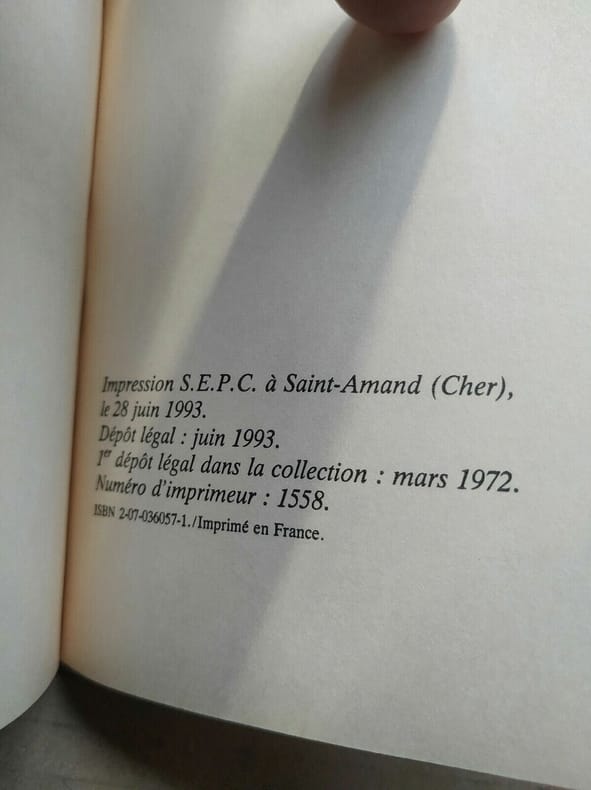 Impression S.E.P.C. à Saint-Amand (Cher),
le 28 juin 1993.
Dépôt légal : juin 1993.
1er dépôt légal dans la collection : mars 1972.
Numéro d'imprimeur : 1558.
ISBN 2-07-036057-1./Imprimé en France.